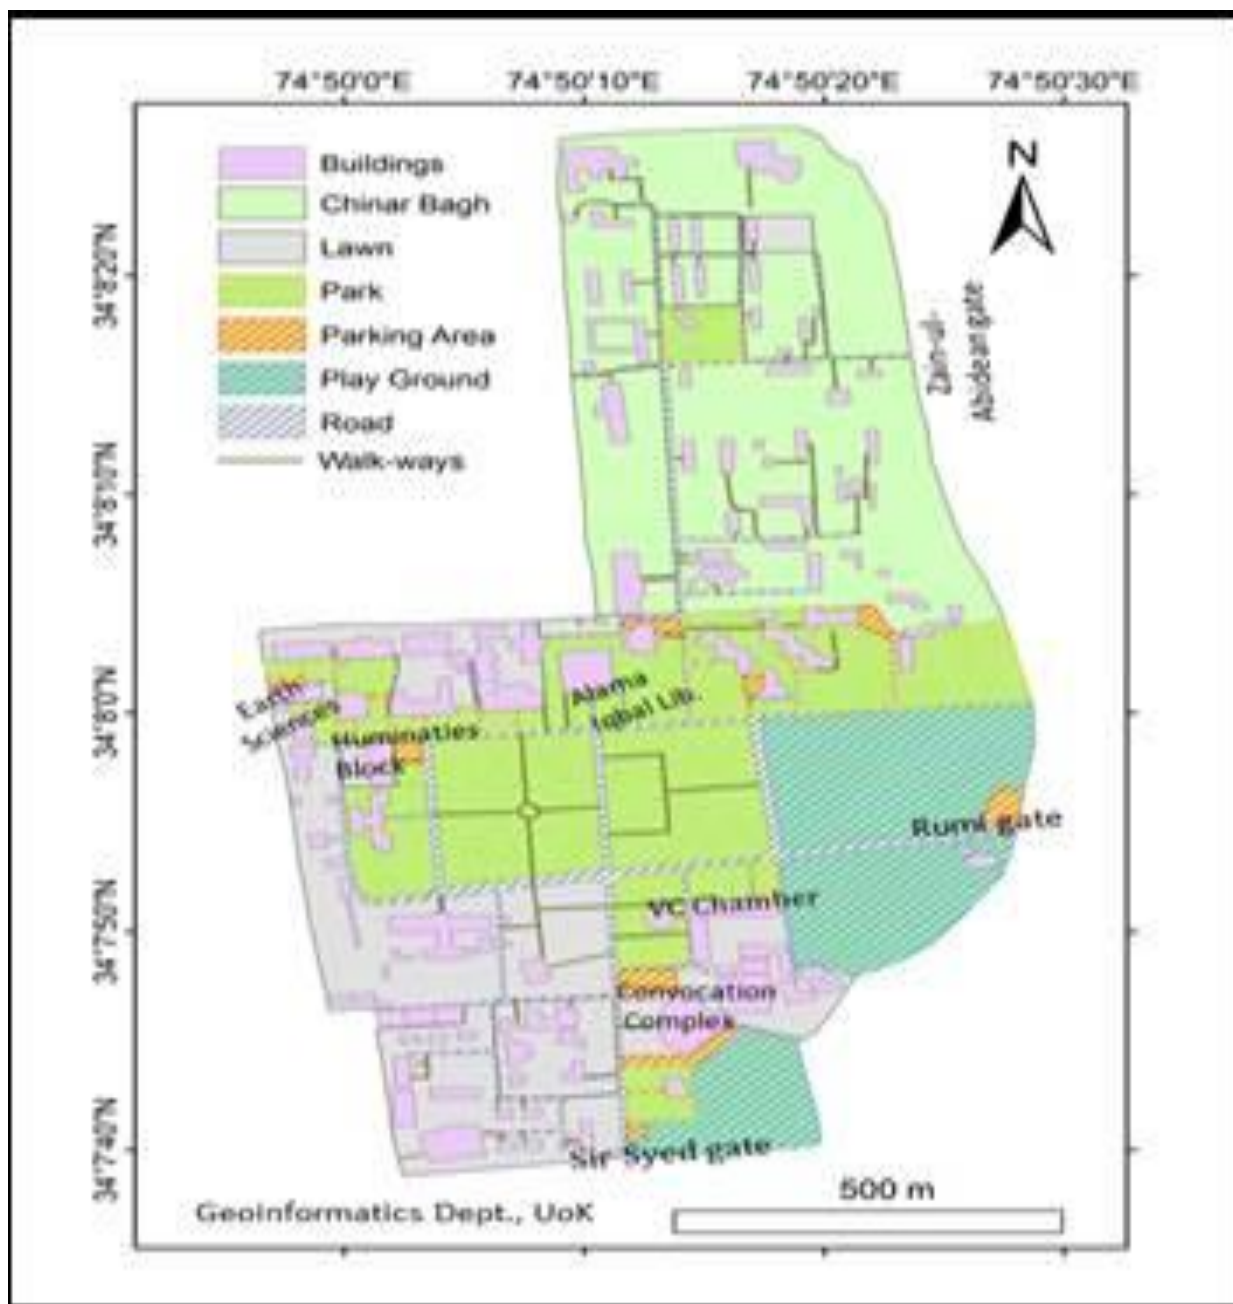 74°50'0"E 74°50'10"E 74°50'20"E 74°50'30"E
34°8'20"N
34°8'10"N
34°8'0"N
34°7'50"N
34°7'40"N
Buildings
Chinar Bagh
Lawn
Park
Parking Area
Play Ground
Road
Walk-ways
N
Zain-ul-
Abidean gate
Earth
Sciences
Huminaties
Block
Alama
Iqbal Lib.
Rumi gate
VC Chamber
Convocation
Complex
Sir Syed gate
500 m
Geoinformatics Dept., UoK